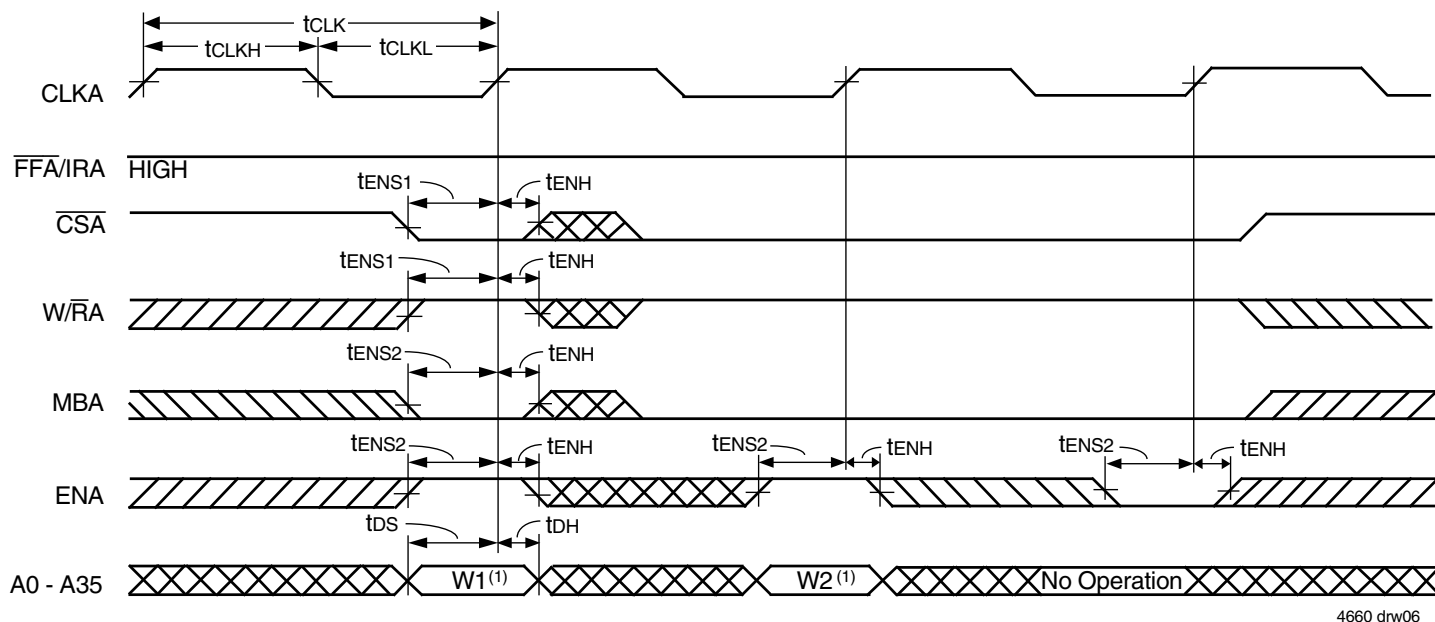 tCLK
tCLKH tCLKL
CLKA
FFA/IRA HIGH
tENS1 tENH
CSA
tENS1 tENH
W/RA
tENS2 tENH
MBA
tENS2 tENH tENS2 tENH tENS2 tENH
ENA
tDS tDH
A0 - A35 W1(1) W2(1) No Operation
4660 drw06